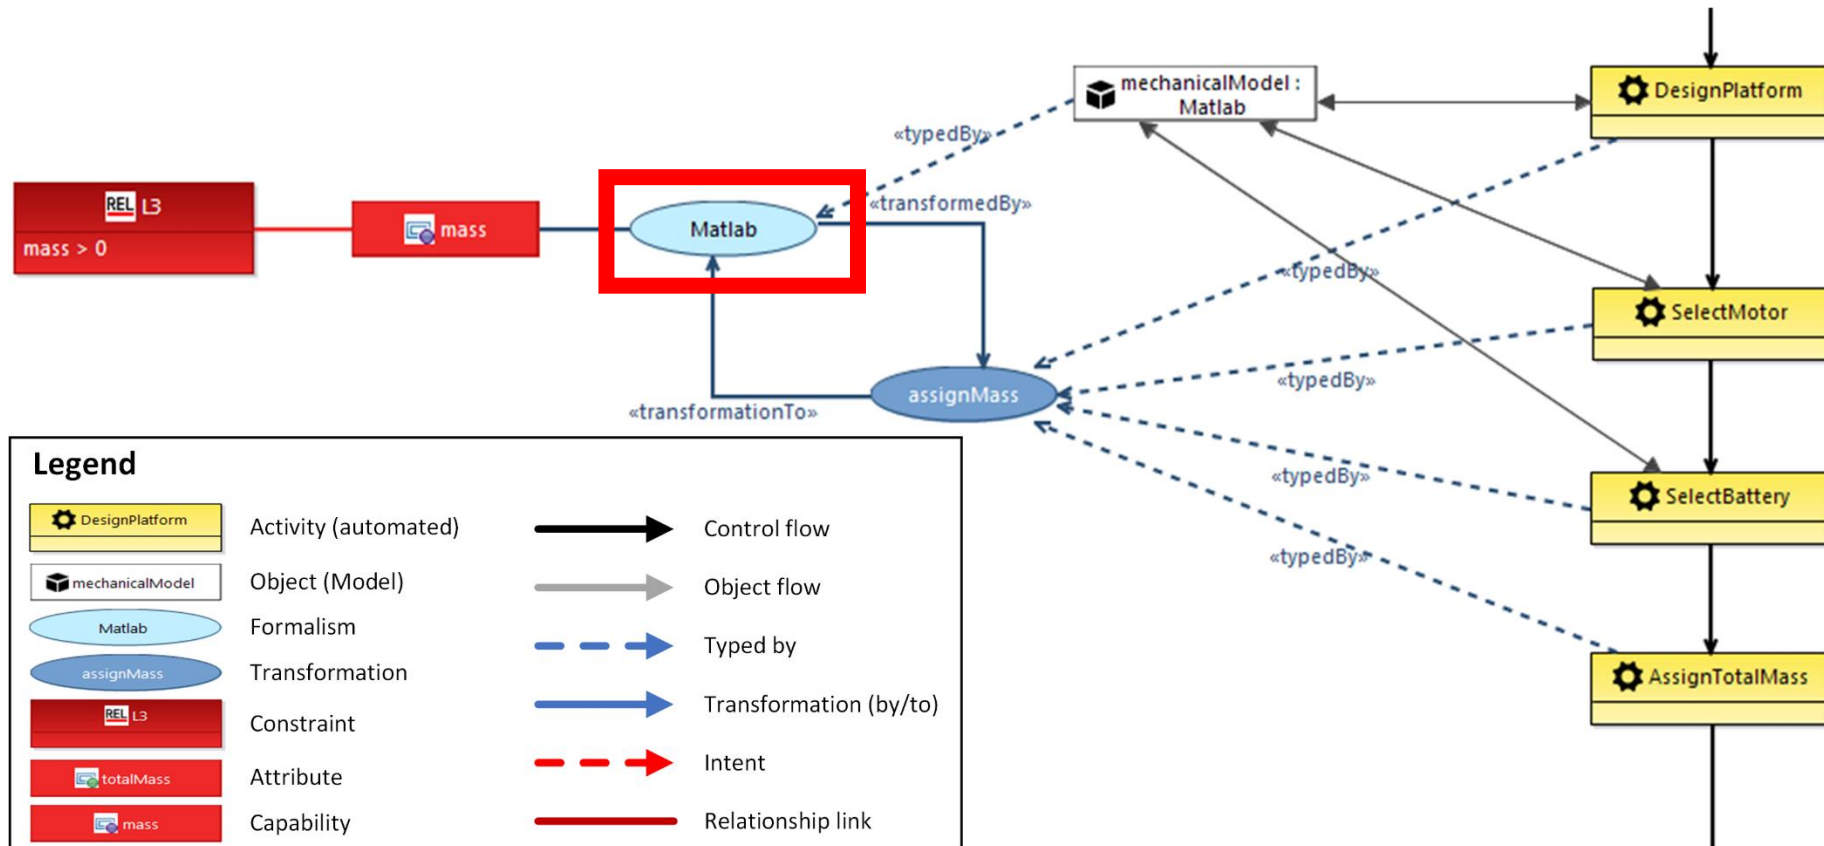 mechanicalModel :
Matlab
DesignPlatform
«typedBy»
REL L3
mass > 0
mass
Matlab
«transformedBy»
«typedBy»
SelectMotor
«typedBy»
assignMass
«transformationTo»
«typedBy»
SelectBattery
«typedBy»
AssignTotalMass
Legend
DesignPlatform
Activity (automated)
Control flow
mechanicalModel
Object (Model)
Object flow
Matlab
Formalism
Typed by
assignMass
Transformation
Transformation (by/to)
REL L3
Constraint
Intent
totalMass
Attribute
mass
Capability
Relationship link